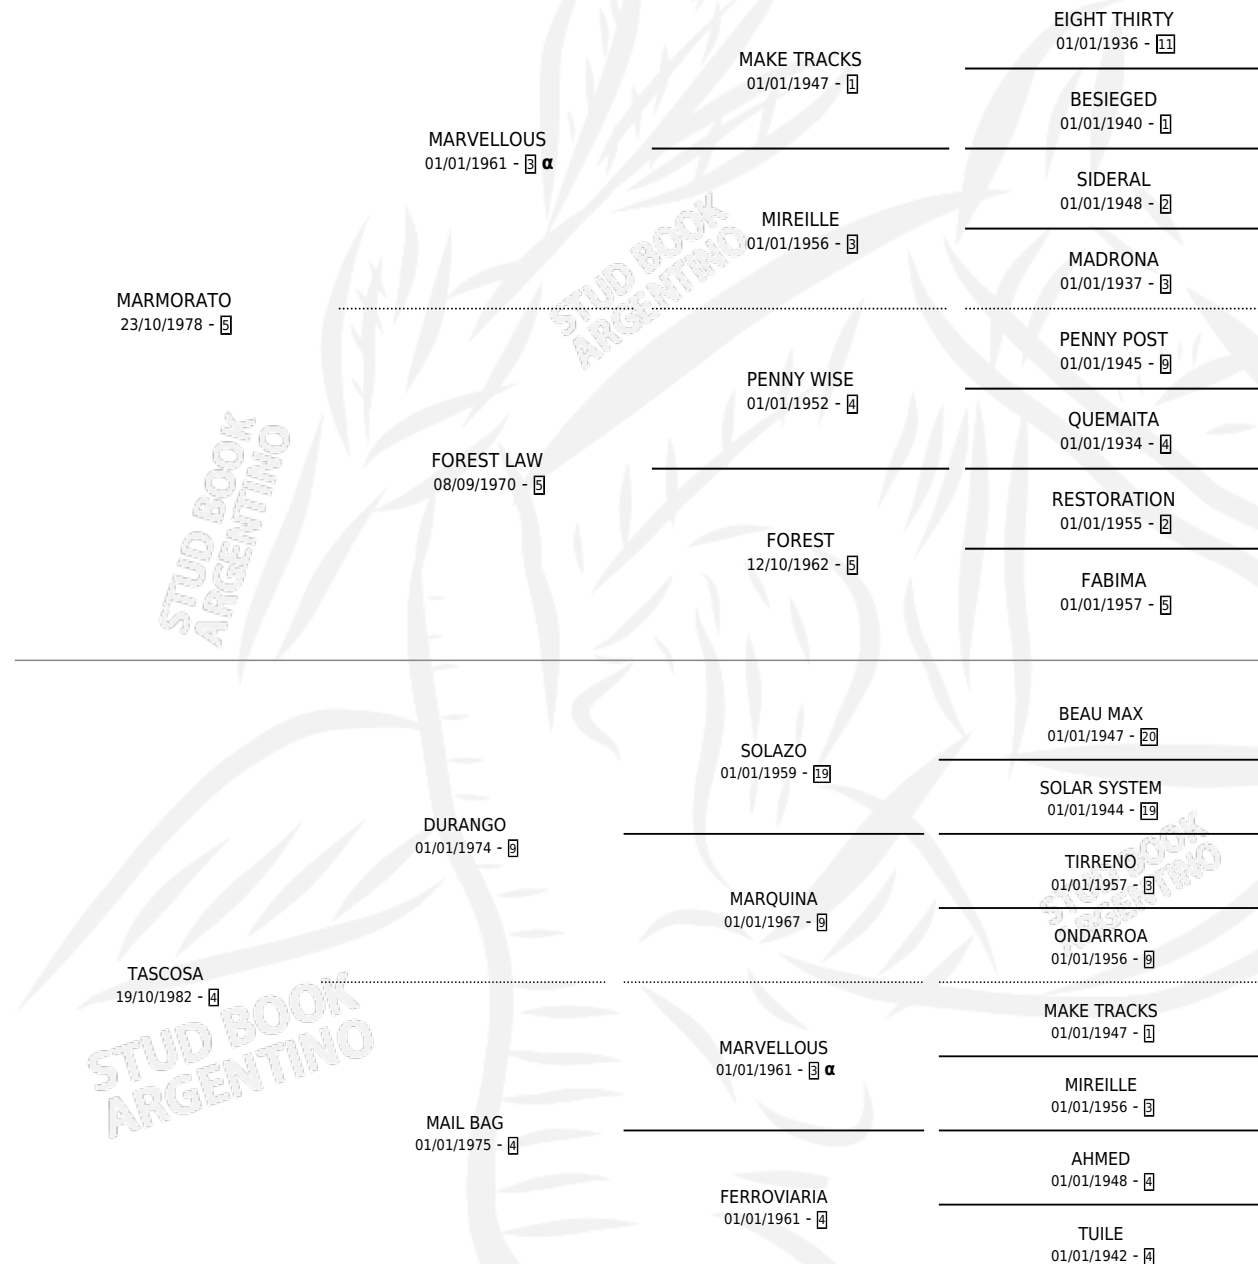 EIGHT THIRTY
01/01/1936 - 11
MAKE TRACKS
01/01/1947 - 1
BESIEGED
01/01/1940 - 1
MARVELLOUS
01/01/1961 - 3 α
SIDERAL
01/01/1948 - 2
MIREILLE
01/01/1956 - 3
MADRONA
01/01/1937 - 3
MARMORATO
23/10/1978 - 5
PENNY POST
01/01/1945 - 9
PENNY WISE
01/01/1952 - 4
QUEMAITA
01/01/1934 - 4
FOREST LAW
08/09/1970 - 5
RESTORATION
01/01/1955 - 2
FOREST
12/10/1962 - 5
FABIMA
01/01/1957 - 5
STUD BOOK
ARGENTINO
STUD BOOK
ARGENTINO
BEAU MAX
01/01/1947 - 20
SOLAZO
01/01/1959 - 19
SOLAR SYSTEM
01/01/1944 - 19
DURANGO
01/01/1974 - 9
TIRRENO
01/01/1957 - 3
MARQUINA
01/01/1967 - 9
ONDARROA
01/01/1956 - 9
TASCOSA
19/10/1982 - 4
MAKE TRACKS
01/01/1947 - 1
MARVELLOUS
01/01/1961 - 3 α
MIREILLE
01/01/1956 - 3
MAIL BAG
01/01/1975 - 4
AHMED
01/01/1948 - 4
FERROVIARIA
01/01/1961 - 4
TUILE
01/01/1942 - 4
STUD BOOK
ARGENTINO
STUD BOOK
ARGENTINO